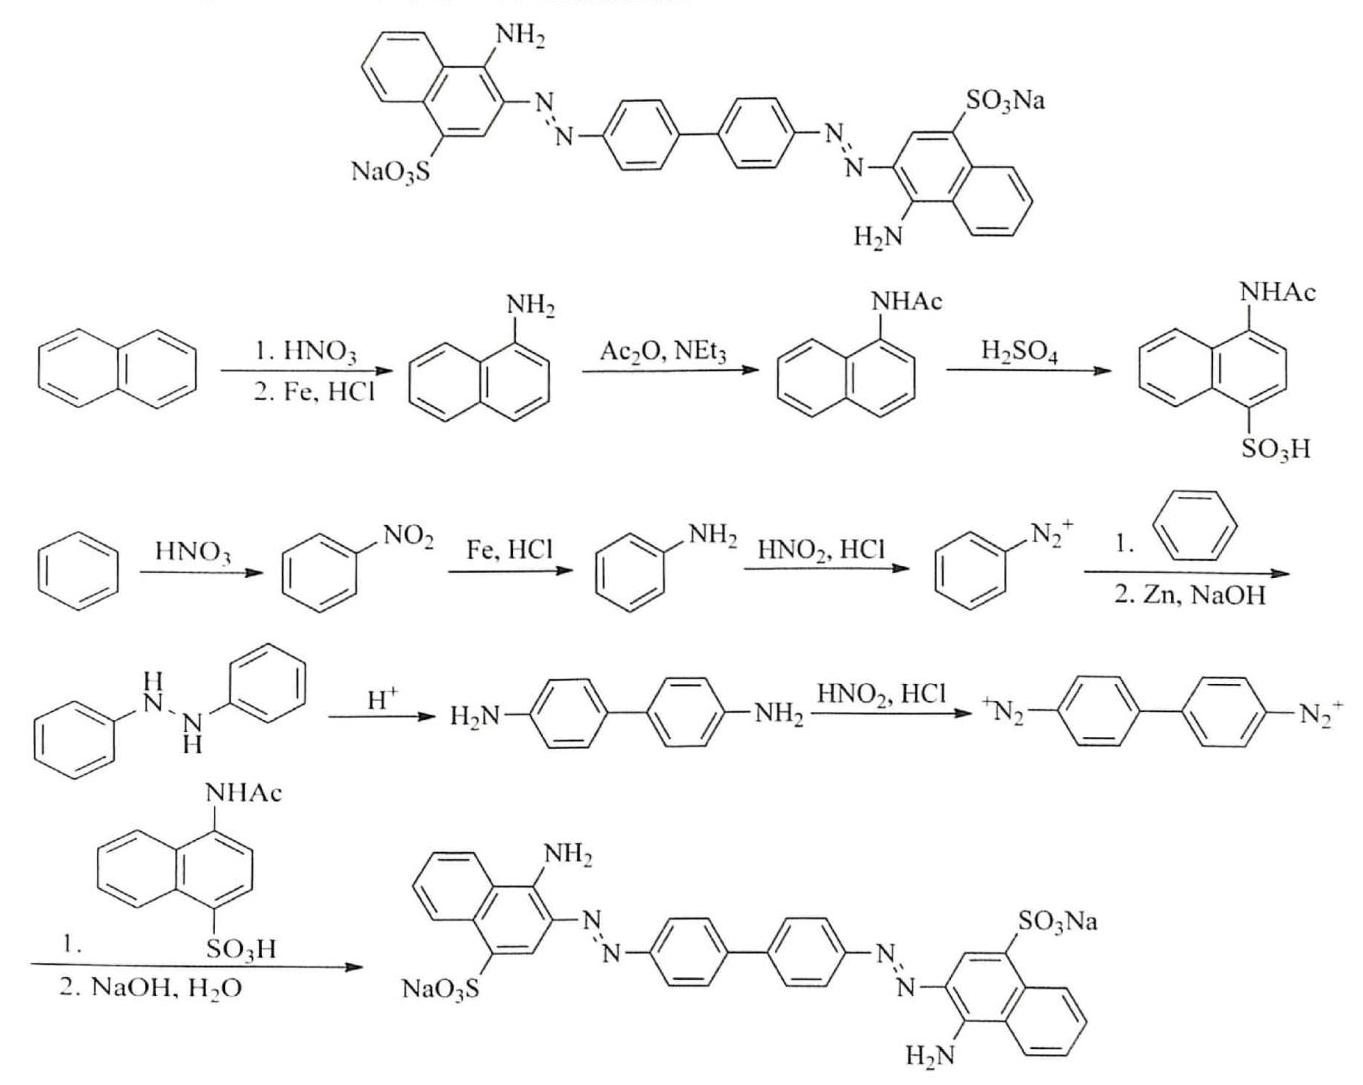 NH₂
SO₃Na
N
N
N
N
NaO₃S
H₂N
NH₂
NHAc
NHAc
1. HNO₃
2. Fe, HCl
Ac₂O, NEt₃
H₂SO₄
SO₃H
HNO₃
NO₂
Fe, HCl
NH₂
HNO₂, HCl
N₂⁺
1.
2. Zn, NaOH
H
N
N
H
H⁺
H₂N
NH₂
HNO₂, HCl
⁺N₂
N₂⁺
NHAc
SO₃H
1.
2. NaOH, H₂O
NH₂
SO₃Na
N
N
N
N
NaO₃S
H₂N